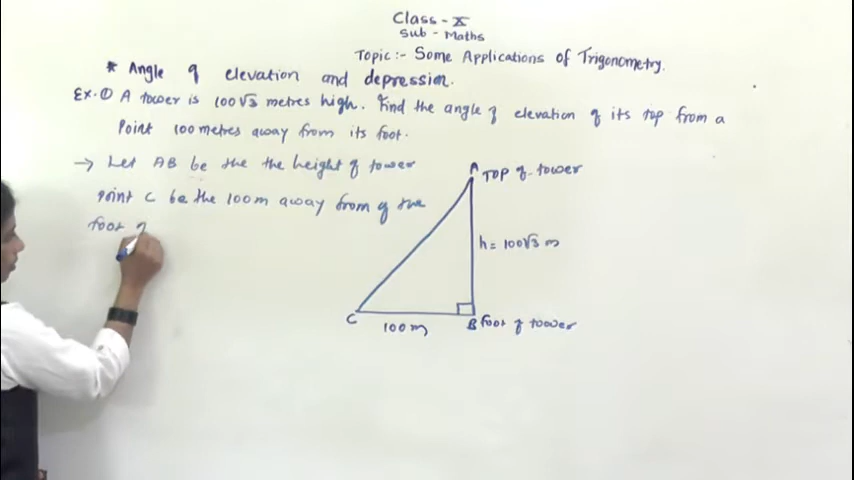 Class - X
Sub - Maths
Topic :- Some Applications of Trigonometry.
* Angle of elevation and depression.
Ex. ① A tower is 100√3 metres high. Find the angle of elevation of its top from a
Point 100 metres away from its foot.
→ Let AB be the the height of tower
point C be the 100m away from of the
foot of
A Top of tower
h = 100√3 m
C
100m
B foot of tower